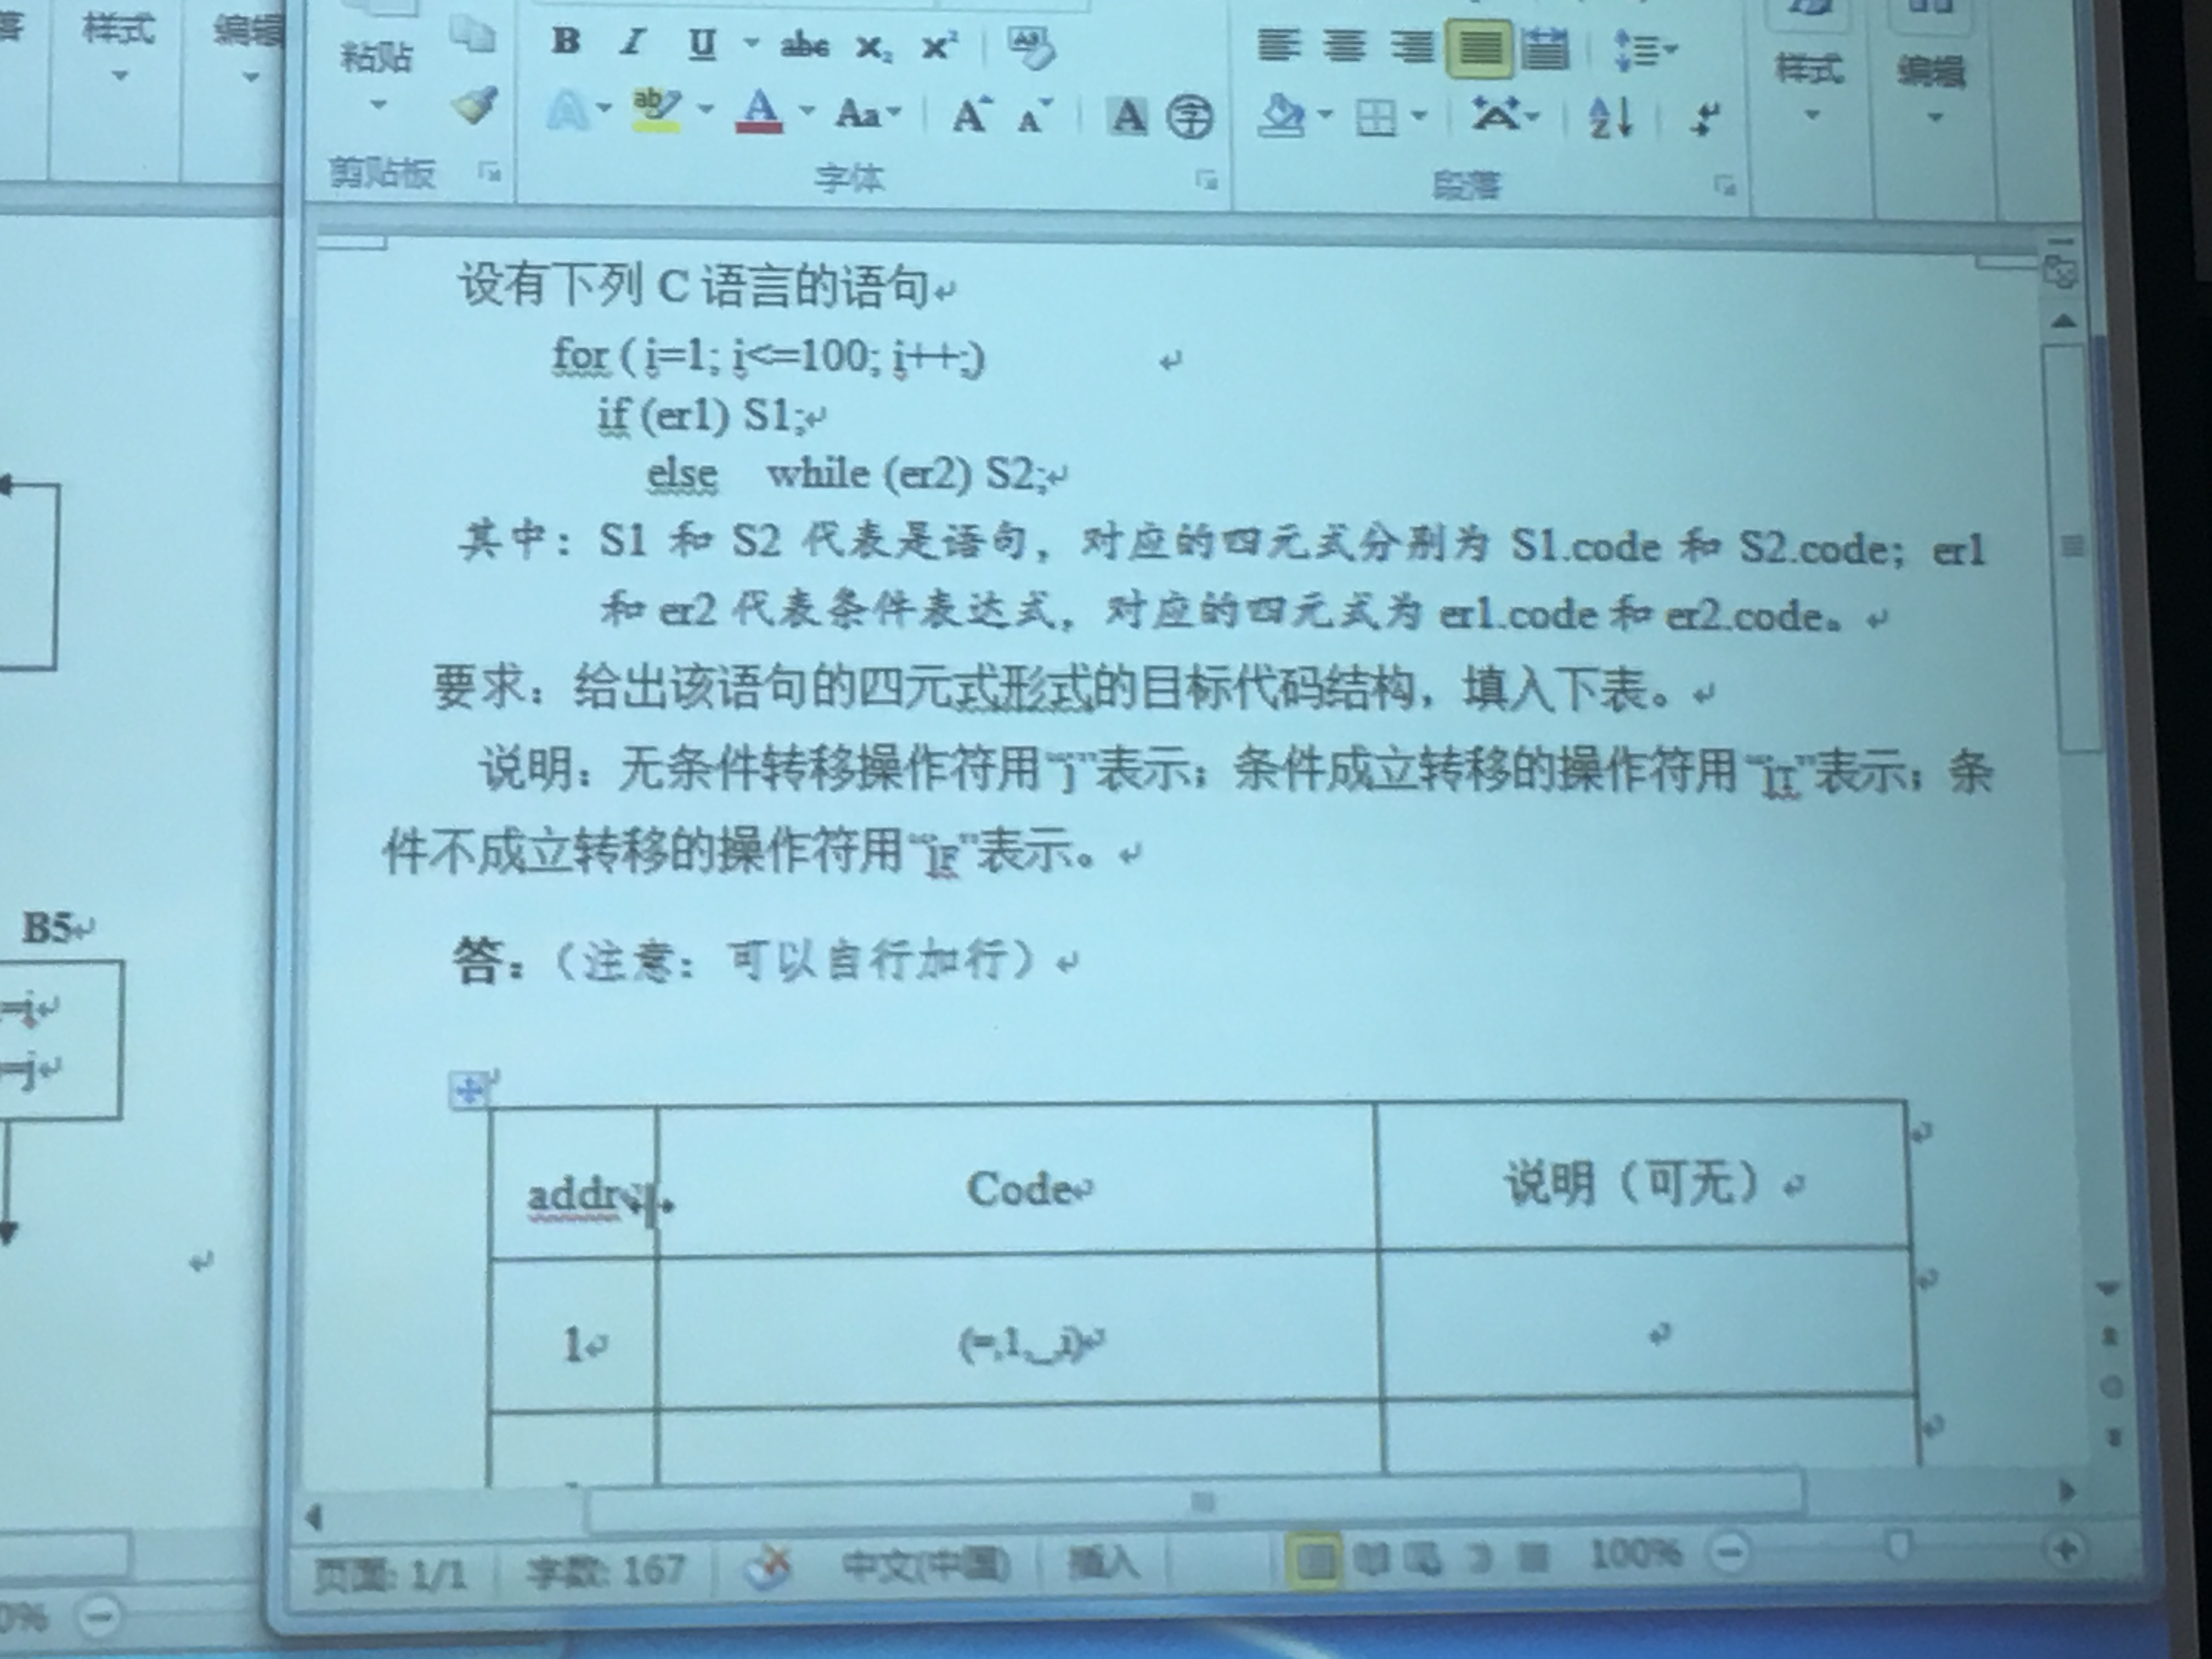 落 样式 编辑
粘贴 B I U abc X₂ X² 样式 编辑
A ab A Aa A A A 字 A AZ
剪贴板 字体 段落
设有下列 C 语言的语句
for ( i=1; i<=100; i++;)
if (er1) S1;
else while (er2) S2;
其中：S1 和 S2 代表是语句，对应的四元式分别为 S1.code 和 S2.code；er1
和 er2 代表条件表达式，对应的四元式为 er1.code 和 er2.code。
要求：给出该语句的四元式形式的目标代码结构，填入下表。
说明：无条件转移操作符用“j”表示；条件成立转移的操作符用“jT”表示；条
件不成立转移的操作符用“jF”表示。
答：（注意：可以自行加行）
B5
=i
=j
addr Code 说明（可无）
1 (=,1,_,i)
页面: 1/1 字数: 167 中文(中国) 插入 100%
0%